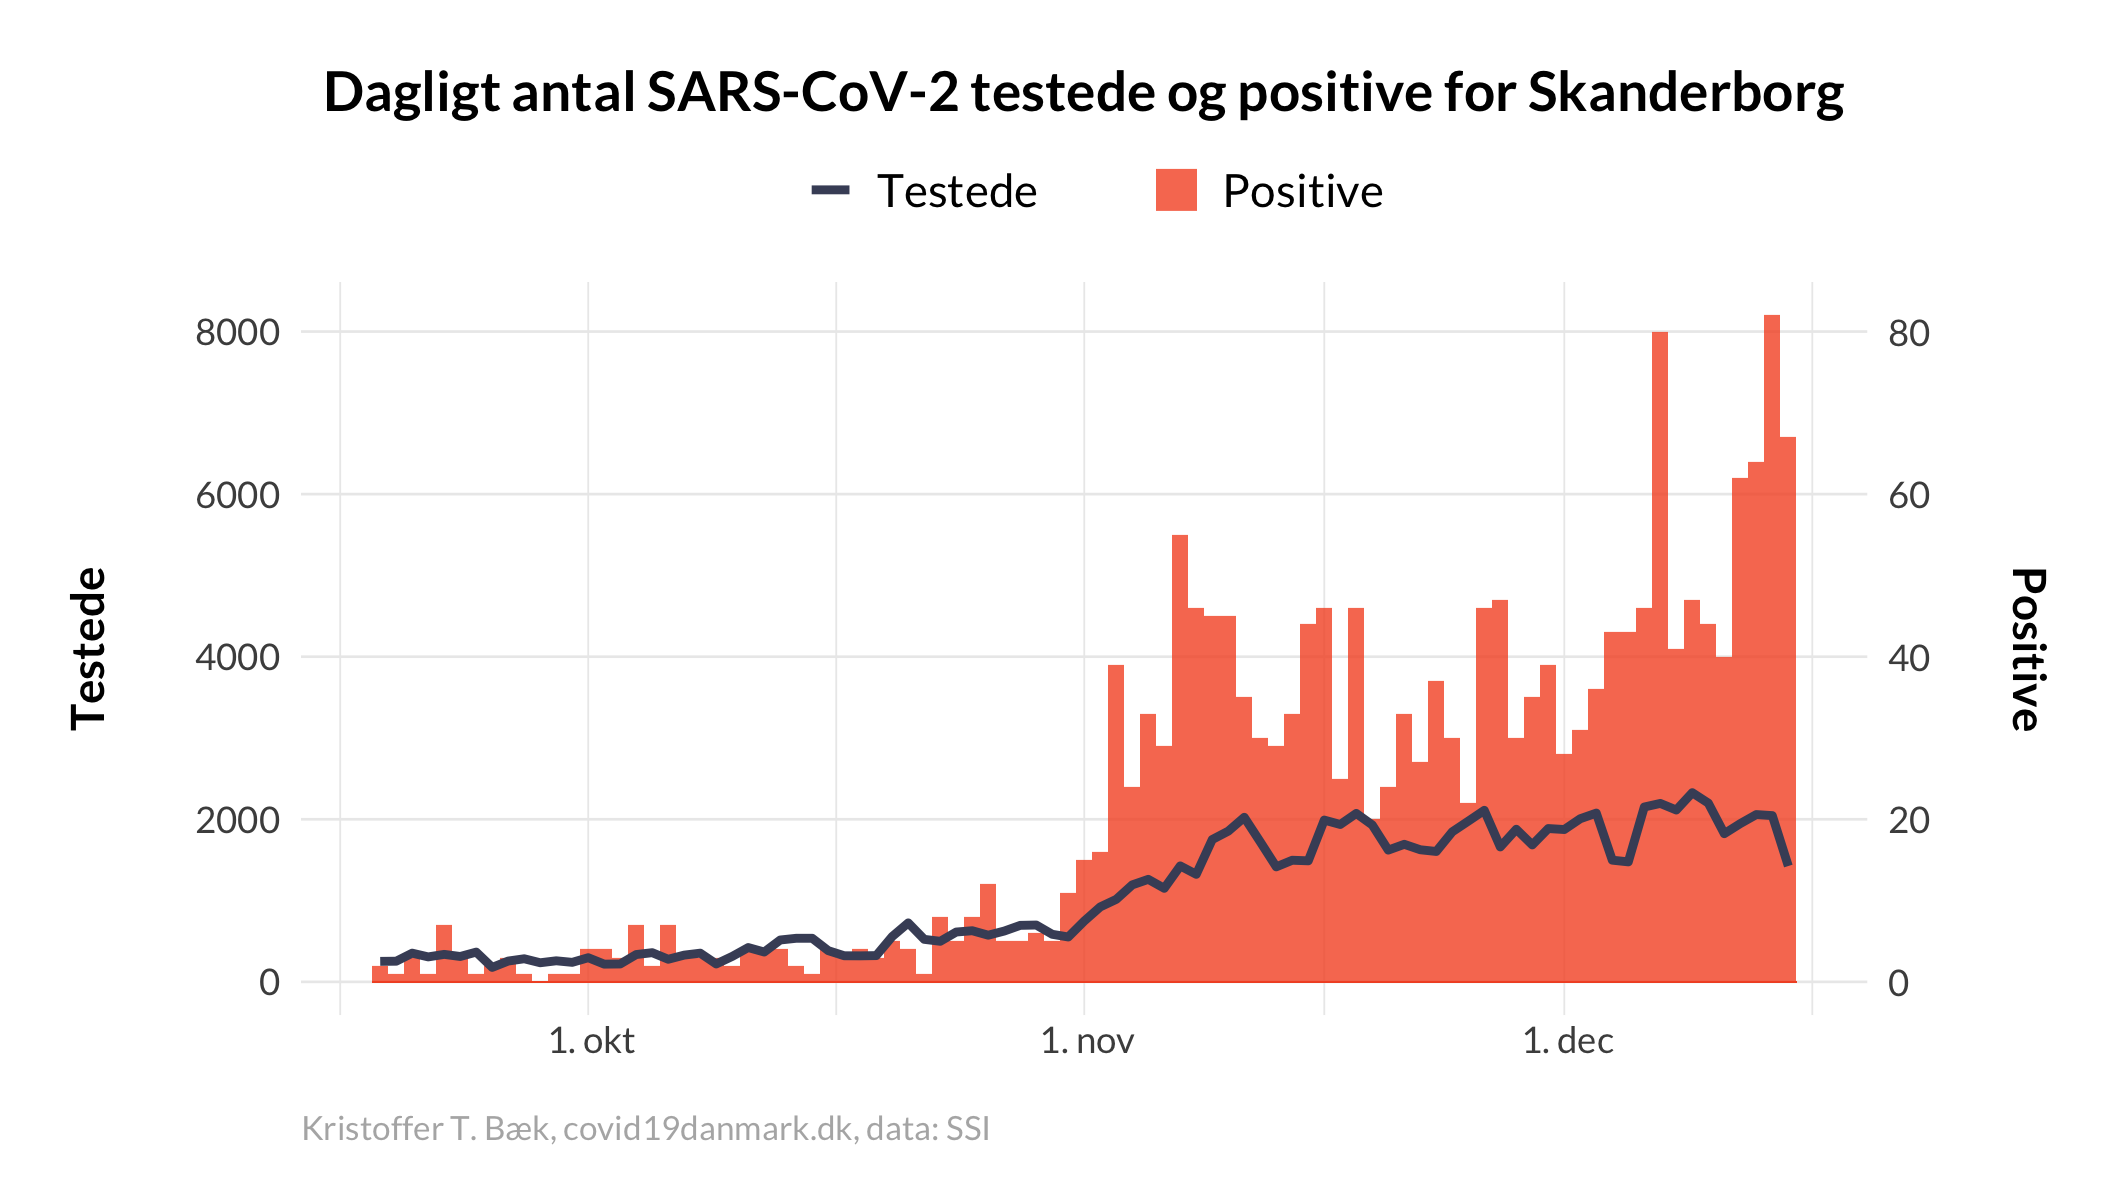 Dagligt antal SARS-CoV-2 testede og positive for Skanderborg
Testede
Positive
8000
6000
4000
2000
0
80
60
40
20
0
Testede
Positive
1. okt
1. nov
1. dec
Kristoffer T. Bæk, covid19danmark.dk, data: SSI